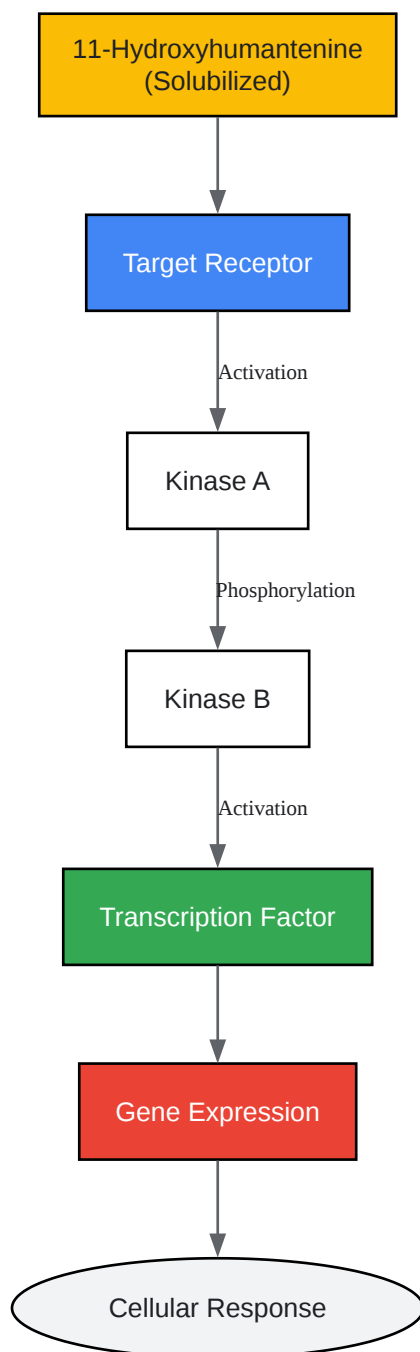 11-Hydroxyhumantenine
(Solubilized)
Target Receptor
Activation
Kinase A
Phosphorylation
Kinase B
Activation
Transcription Factor
Gene Expression
Cellular Response